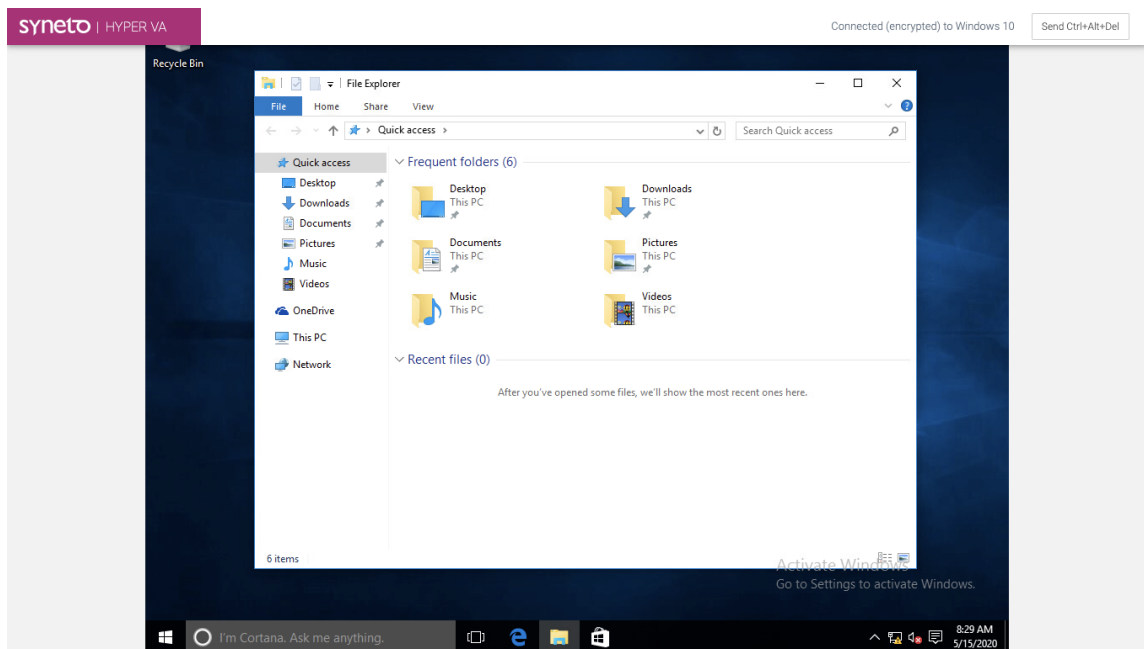 syneto | HYPER VA
Connected (encrypted) to Windows 10
Send Ctrl+Alt+Del
Recycle Bin
File Explorer
File Home Share View
Quick access
Search Quick access
Quick access
Desktop
Downloads
Documents
Pictures
Music
Videos
OneDrive
This PC
Network
Frequent folders (6)
Desktop
This PC
Downloads
This PC
Documents
This PC
Pictures
This PC
Music
This PC
Videos
This PC
Recent files (0)
After you've opened some files, we'll show the most recent ones here.
6 items
Activate Windows
Go to Settings to activate Windows.
I'm Cortana. Ask me anything.
8:29 AM
5/15/2020